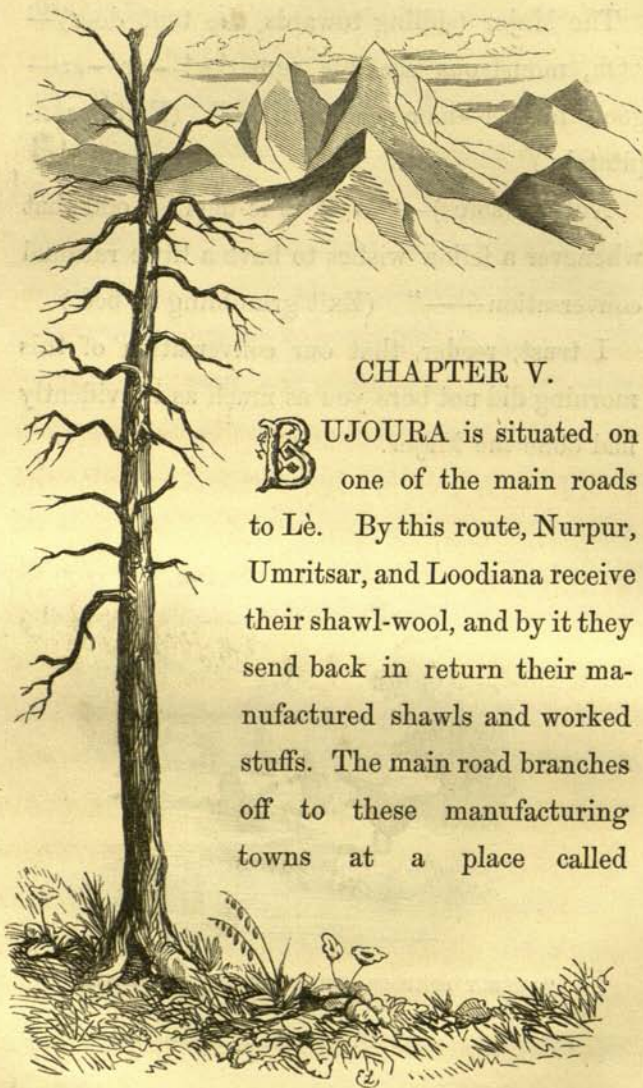 CHAPTER V.
BUJOURA is situated on
one of the main roads
to Lè. By this route, Nurpur,
Umritsar, and Loodiana receive
their shawl-wool, and by it they
send back in return their ma-
nufactured shawls and worked
stuffs. The main road branches
off to these manufacturing
towns at a place called